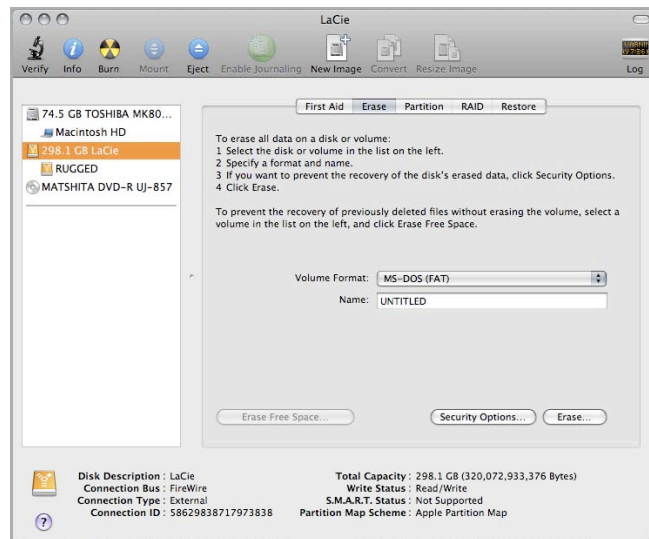 LaCie
Verify Info Burn Mount Eject Enable Journaling New Image Convert Resize Image Log
First Aid Erase Partition RAID Restore
74.5 GB TOSHIBA MK80...
Macintosh HD
298.1 GB LaCie
RUGGED
MATSHITA DVD-R UJ-857
To erase all data on a disk or volume:
1 Select the disk or volume in the list on the left.
2 Specify a format and name.
3 If you want to prevent the recovery of the disk's erased data, click Security Options.
4 Click Erase.
To prevent the recovery of previously deleted files without erasing the volume, select a
volume in the list on the left, and click Erase Free Space.
Volume Format: MS-DOS (FAT)
Name: UNTITLED
Erase Free Space... Security Options... Erase...
Disk Description : LaCie
Connection Bus : FireWire
Connection Type : External
Connection ID : 58629838717973838
Total Capacity : 298.1 GB (320,072,933,376 Bytes)
Write Status : Read/Write
S.M.A.R.T. Status : Not Supported
Partition Map Scheme : Apple Partition Map
?